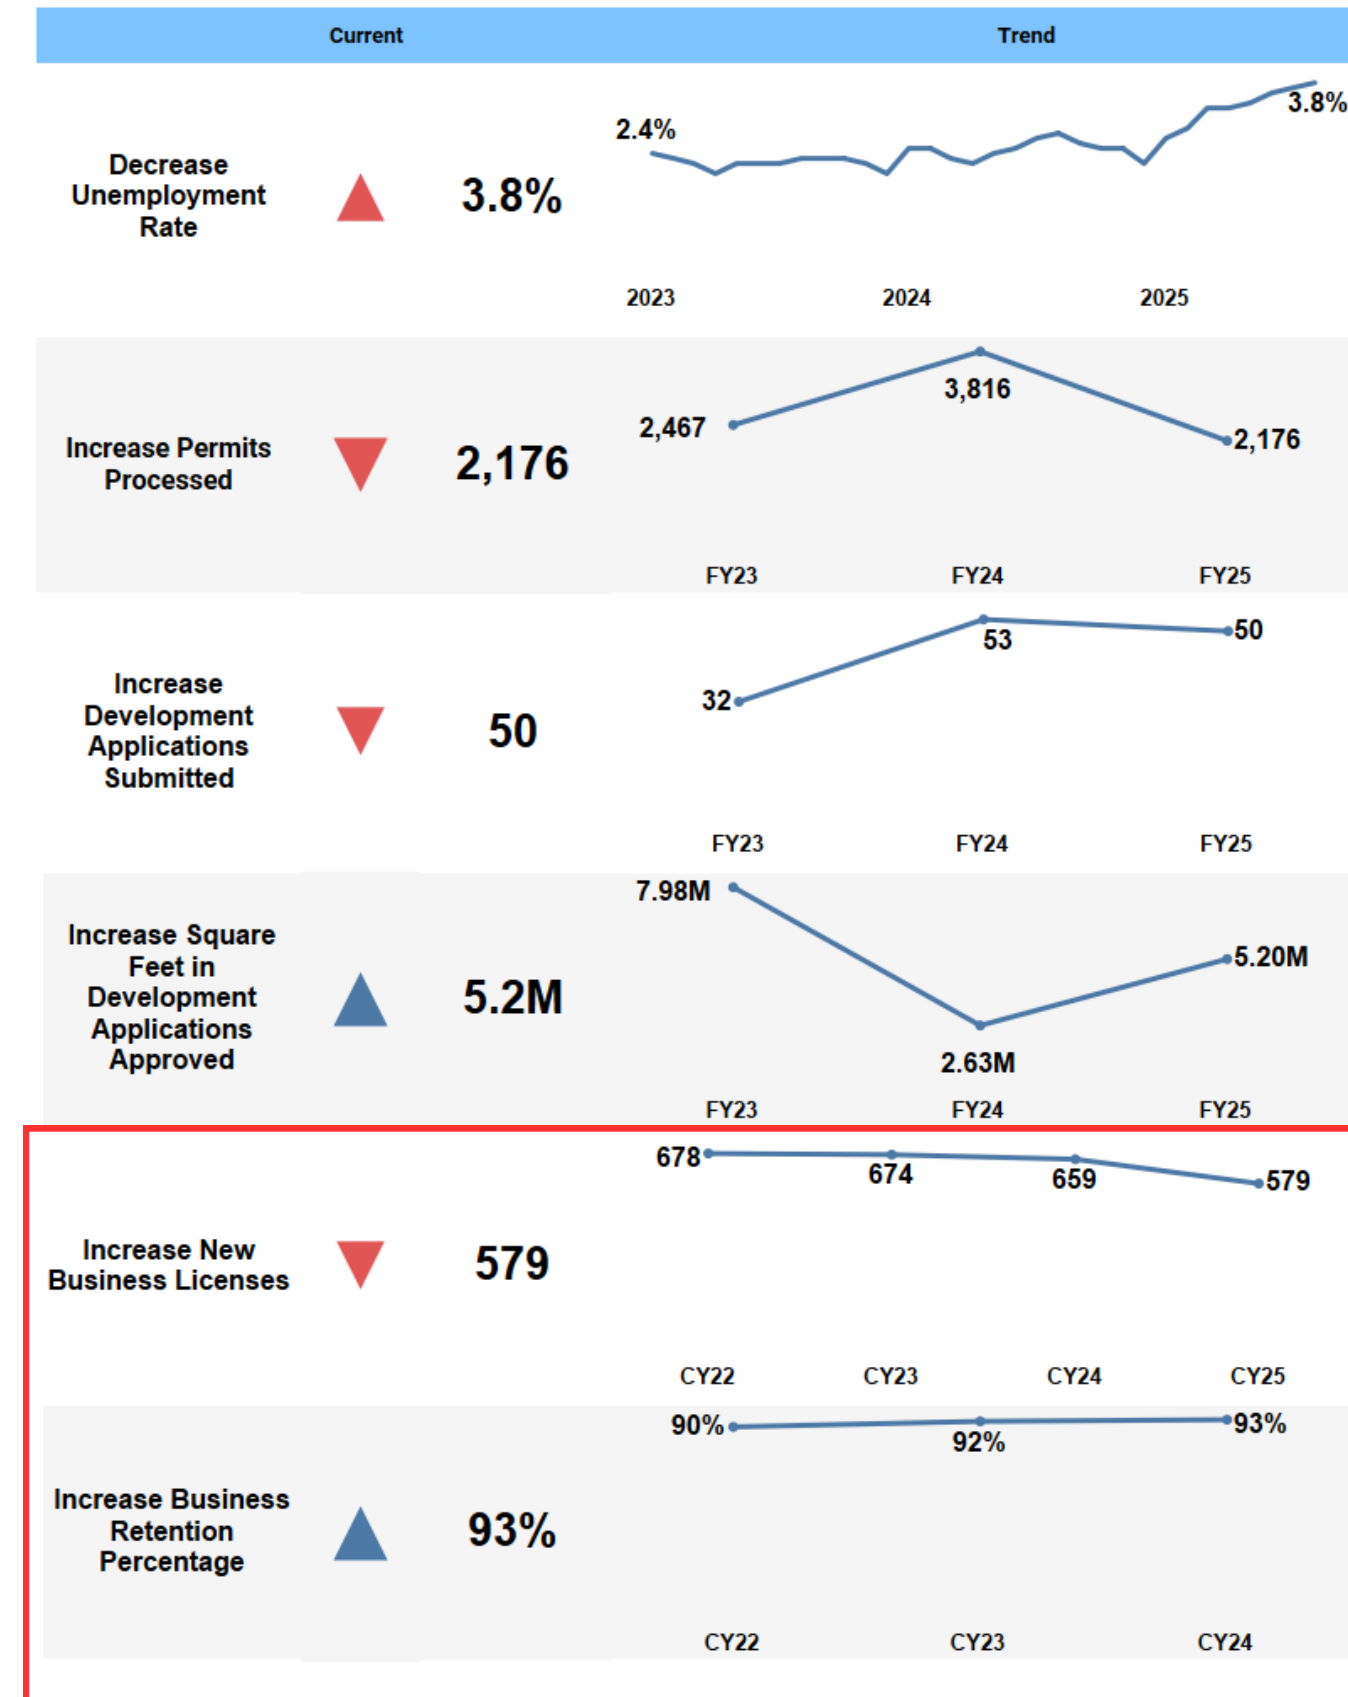 Current Trend
Decrease
Unemployment
Rate
3.8%
2.4%
3.8%
2023 2024 2025
Increase Permits
Processed
2,176
2,467
3,816
2,176
FY23 FY24 FY25
Increase
Development
Applications
Submitted
50
32
53
50
FY23 FY24 FY25
Increase Square
Feet in
Development
Applications
Approved
5.2M
7.98M
2.63M
5.20M
FY23 FY24 FY25
Increase New
Business Licenses
579
678
674
659
579
CY22 CY23 CY24 CY25
Increase Business
Retention
Percentage
93%
90%
92%
93%
CY22 CY23 CY24